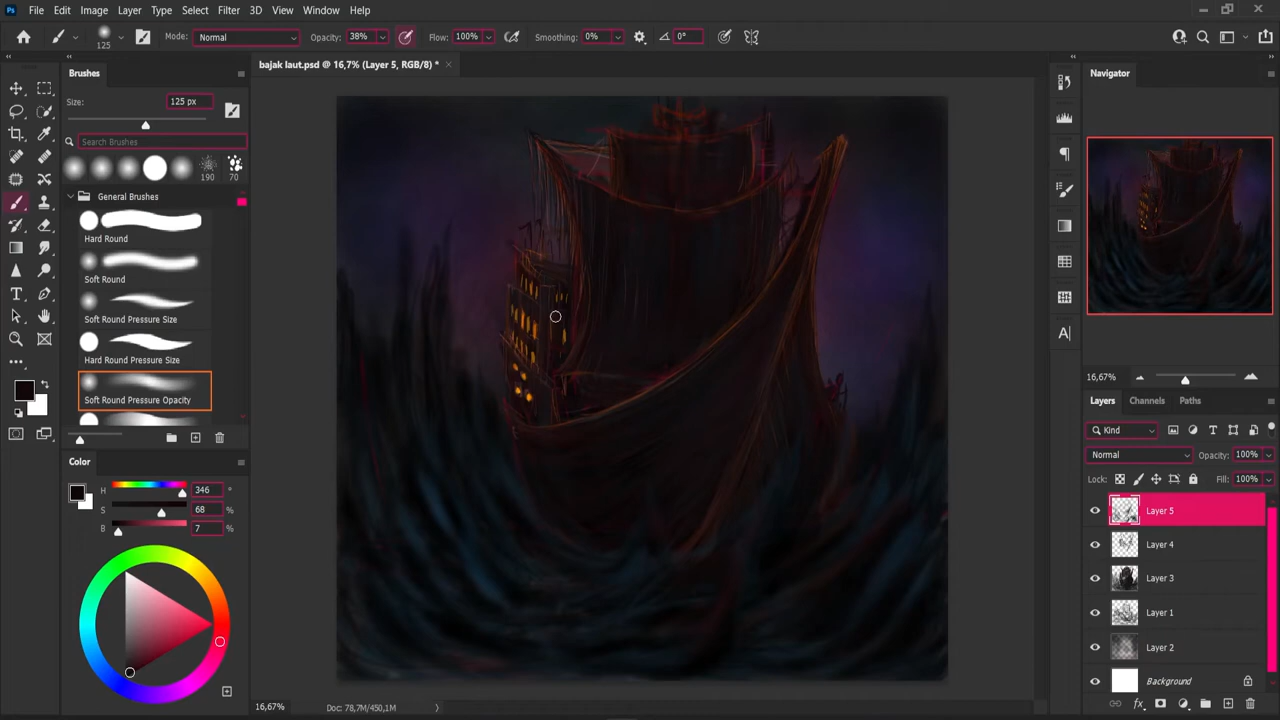 Ps File Edit Image Layer Type Select Filter 3D View Window Help
125 Mode: Normal Opacity: 38% Flow: 100% Smoothing: 0% 0°
bajak laut.psd @ 16,7% (Layer 5, RGB/8) * ×
Brushes
Size: 125 px
Search Brushes
190 70
General Brushes
Hard Round
Soft Round
Soft Round Pressure Size
Hard Round Pressure Size
Soft Round Pressure Opacity
Color
H 346 °
S 68 %
B 7 %
16,67% Doc: 78,7M/450,1M
Navigator
16,67%
Layers Channels Paths
Kind
Normal Opacity: 100%
Lock: Fill: 100%
Layer 5
Layer 4
Layer 3
Layer 1
Layer 2
Background
fx